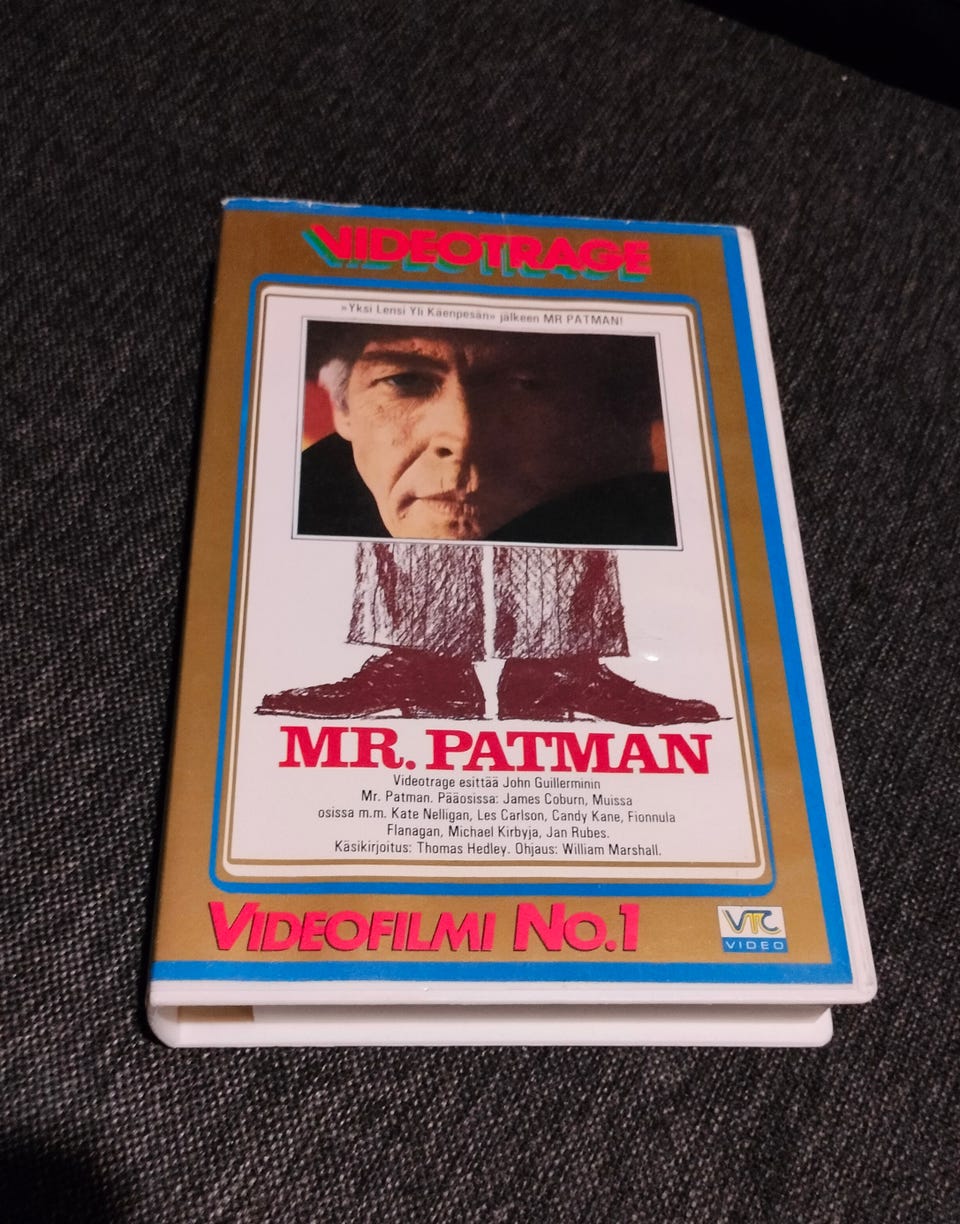 VIDEOTRAGE
»Yksi Lensi Yli Käenpesän» jälkeen MR PATMAN!
MR. PATMAN
Videotrage esittää John Guillerminin
Mr. Patman. Pääosissa: James Coburn, Muissa
osissa m.m. Kate Nelligan, Les Carlson, Candy Kane, Fionnula
Flanagan, Michael Kirbyja, Jan Rubes.
Käsikirjoitus: Thomas Hedley. Ohjaus: William Marshall.
VIDEOFILMI NO.1
VTC
VIDEO